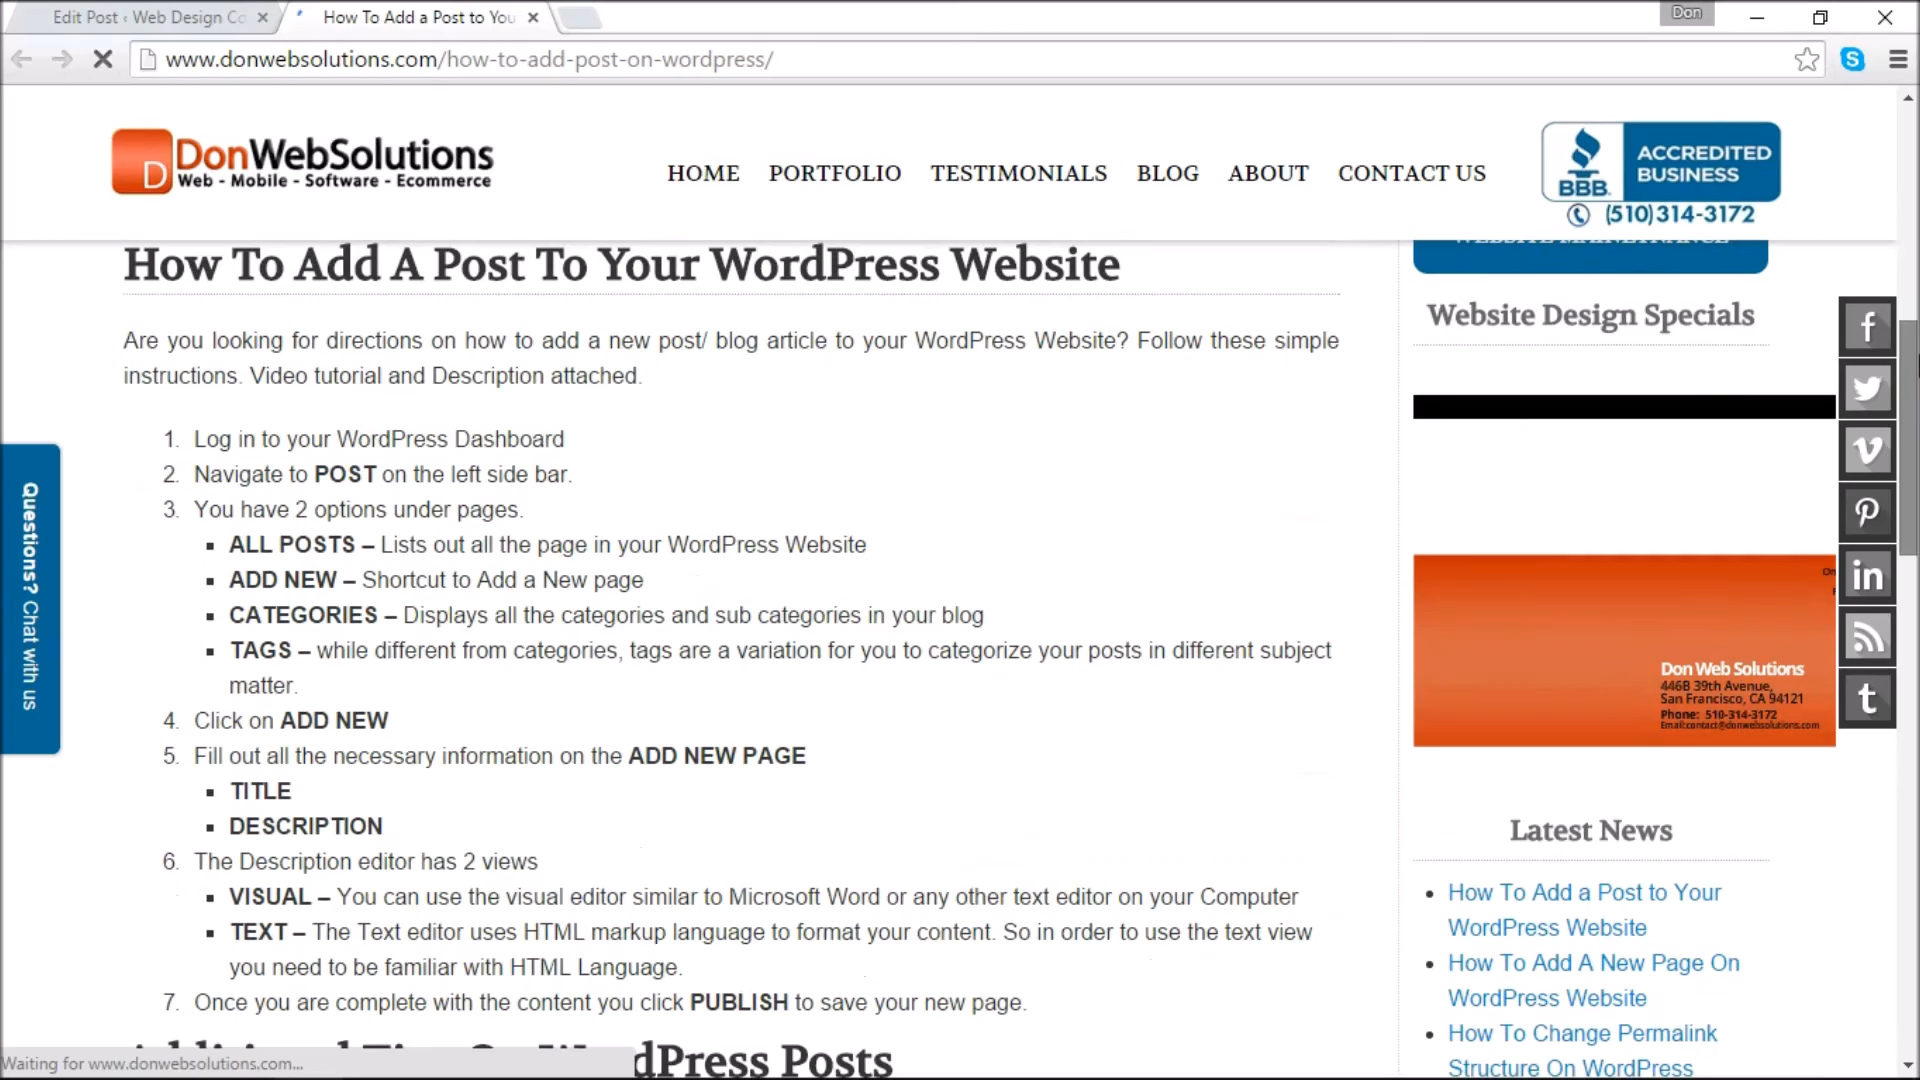 Edit Post ‹ Web Design Co
How To Add a Post to You
Don
www.donwebsolutions.com/how-to-add-post-on-wordpress/
D DonWebSolutions
Web - Mobile - Software - Ecommerce
HOME PORTFOLIO TESTIMONIALS BLOG ABOUT CONTACT US
BBB.
ACCREDITED
BUSINESS
(510)314-3172
How To Add A Post To Your WordPress Website
Are you looking for directions on how to add a new post/ blog article to your WordPress Website? Follow these simple
instructions. Video tutorial and Description attached.
1. Log in to your WordPress Dashboard
2. Navigate to POST on the left side bar.
3. You have 2 options under pages.
▪ ALL POSTS – Lists out all the page in your WordPress Website
▪ ADD NEW – Shortcut to Add a New page
▪ CATEGORIES – Displays all the categories and sub categories in your blog
▪ TAGS – while different from categories, tags are a variation for you to categorize your posts in different subject
matter.
4. Click on ADD NEW
5. Fill out all the necessary information on the ADD NEW PAGE
▪ TITLE
▪ DESCRIPTION
6. The Description editor has 2 views
▪ VISUAL – You can use the visual editor similar to Microsoft Word or any other text editor on your Computer
▪ TEXT – The Text editor uses HTML markup language to format your content. So in order to use the text view
you need to be familiar with HTML Language.
7. Once you are complete with the content you click PUBLISH to save your new page.
dPress Posts
Waiting for www.donwebsolutions.com...
Questions? Chat with us
Website Design Specials
On
Don Web Solutions
446B 39th Avenue,
San Francisco, CA 94121
Phone: 510-314-3172
Email:contact@donwebsolutions.com
Latest News
• How To Add a Post to Your
WordPress Website
• How To Add A New Page On
WordPress Website
• How To Change Permalink
Structure On WordPress